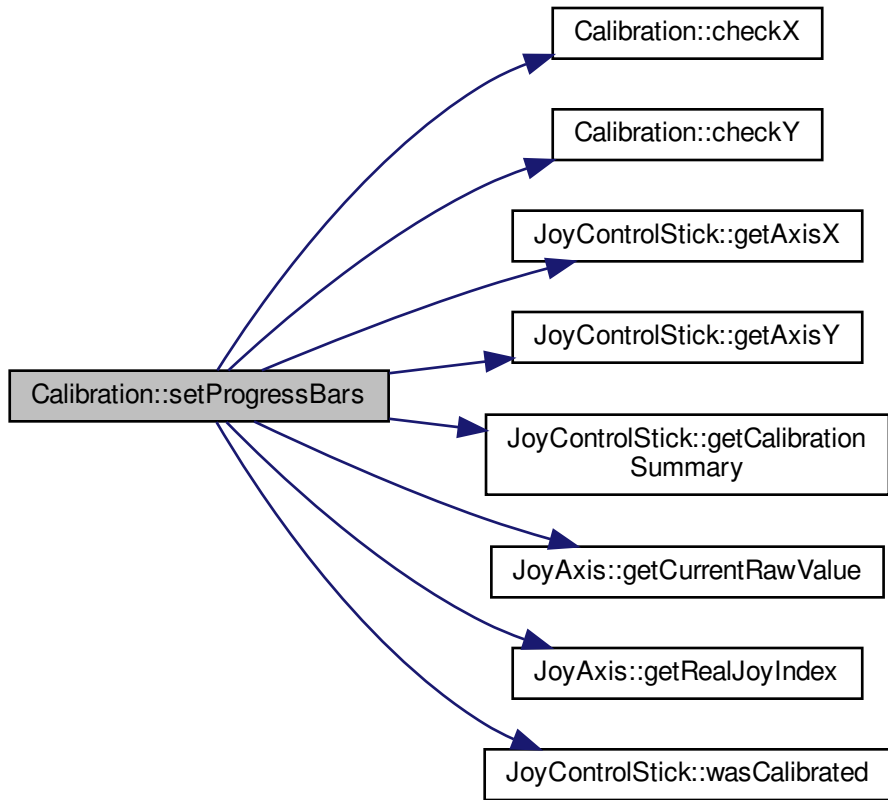 Calibration::checkX
Calibration::checkY
JoyControlStick::getAxisX
JoyControlStick::getAxisY
Calibration::setProgressBars
JoyControlStick::getCalibration
Summary
JoyAxis::getCurrentRawValue
JoyAxis::getRealJoyIndex
JoyControlStick::wasCalibrated